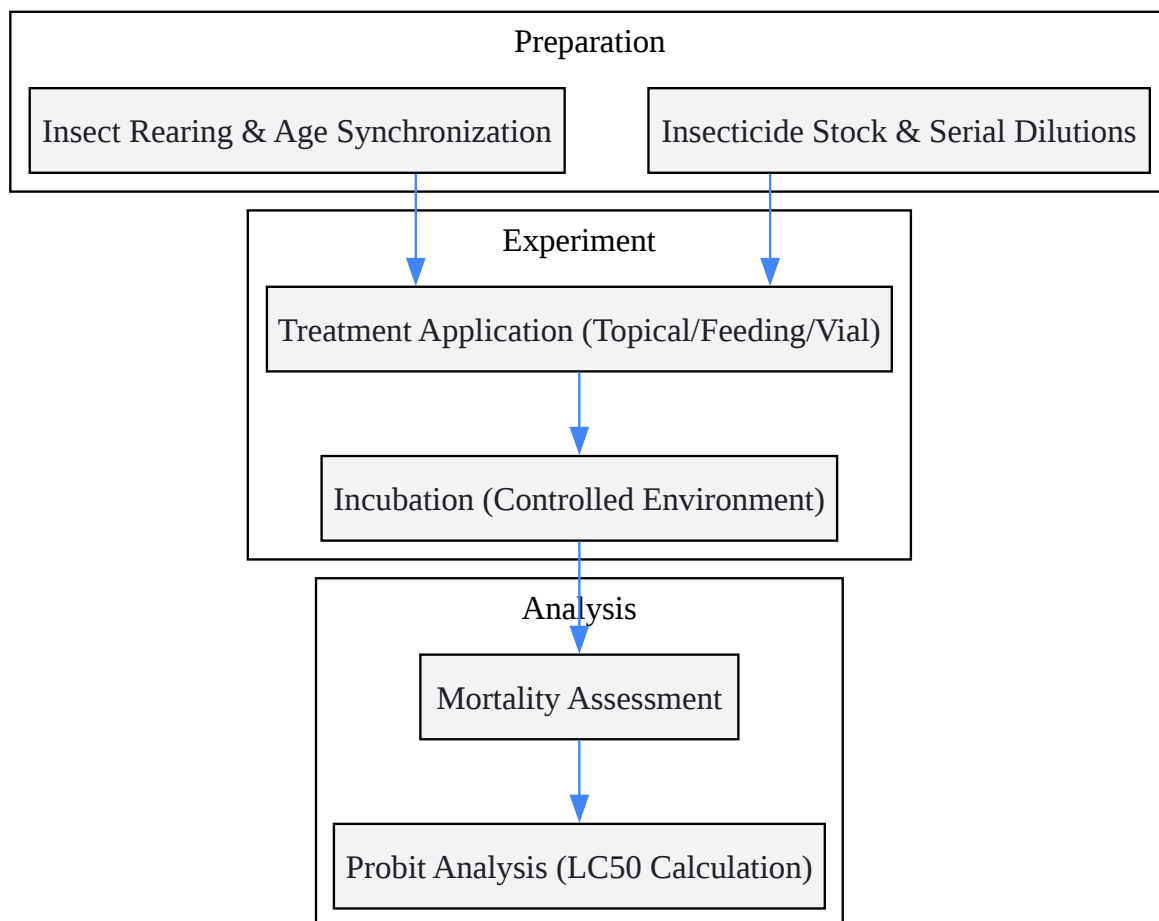 Preparation
Insect Rearing & Age Synchronization
Insecticide Stock & Serial Dilutions
Experiment
Treatment Application (Topical/Feeding/Vial)
Incubation (Controlled Environment)
Analysis
Mortality Assessment
Probit Analysis (LC50 Calculation)